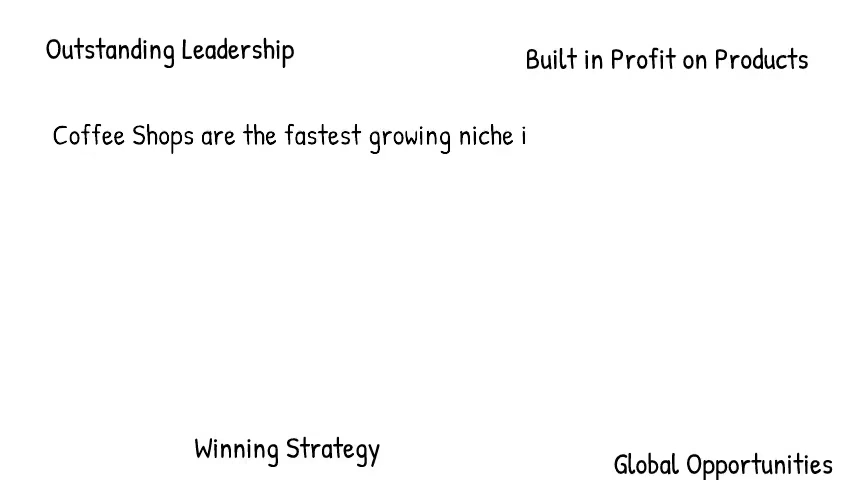 Outstanding Leadership
Built in Profit on Products
Coffee Shops are the fastest growing niche i
Winning Strategy
Global Opportunities